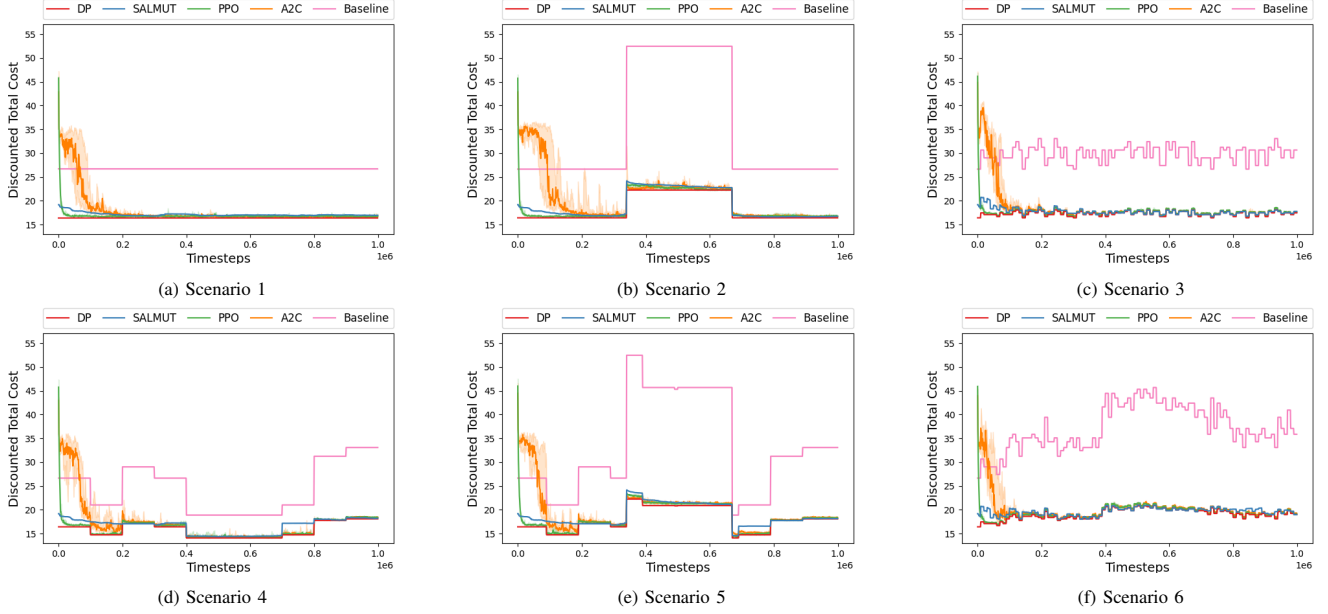 DP SALMUT PPO A2C Baseline
Discounted Total Cost
55
50
45
40
35
30
25
20
15
0.0 0.2 0.4 0.6 0.8 1.0
1e6
Timesteps
(a) Scenario 1
DP SALMUT PPO A2C Baseline
Discounted Total Cost
55
50
45
40
35
30
25
20
15
0.0 0.2 0.4 0.6 0.8 1.0
1e6
Timesteps
(b) Scenario 2
DP SALMUT PPO A2C Baseline
Discounted Total Cost
55
50
45
40
35
30
25
20
15
0.0 0.2 0.4 0.6 0.8 1.0
1e6
Timesteps
(c) Scenario 3
DP SALMUT PPO A2C Baseline
Discounted Total Cost
55
50
45
40
35
30
25
20
15
0.0 0.2 0.4 0.6 0.8 1.0
1e6
Timesteps
(d) Scenario 4
DP SALMUT PPO A2C Baseline
Discounted Total Cost
55
50
45
40
35
30
25
20
15
0.0 0.2 0.4 0.6 0.8 1.0
1e6
Timesteps
(e) Scenario 5
DP SALMUT PPO A2C Baseline
Discounted Total Cost
55
50
45
40
35
30
25
20
15
0.0 0.2 0.4 0.6 0.8 1.0
1e6
Timesteps
(f) Scenario 6